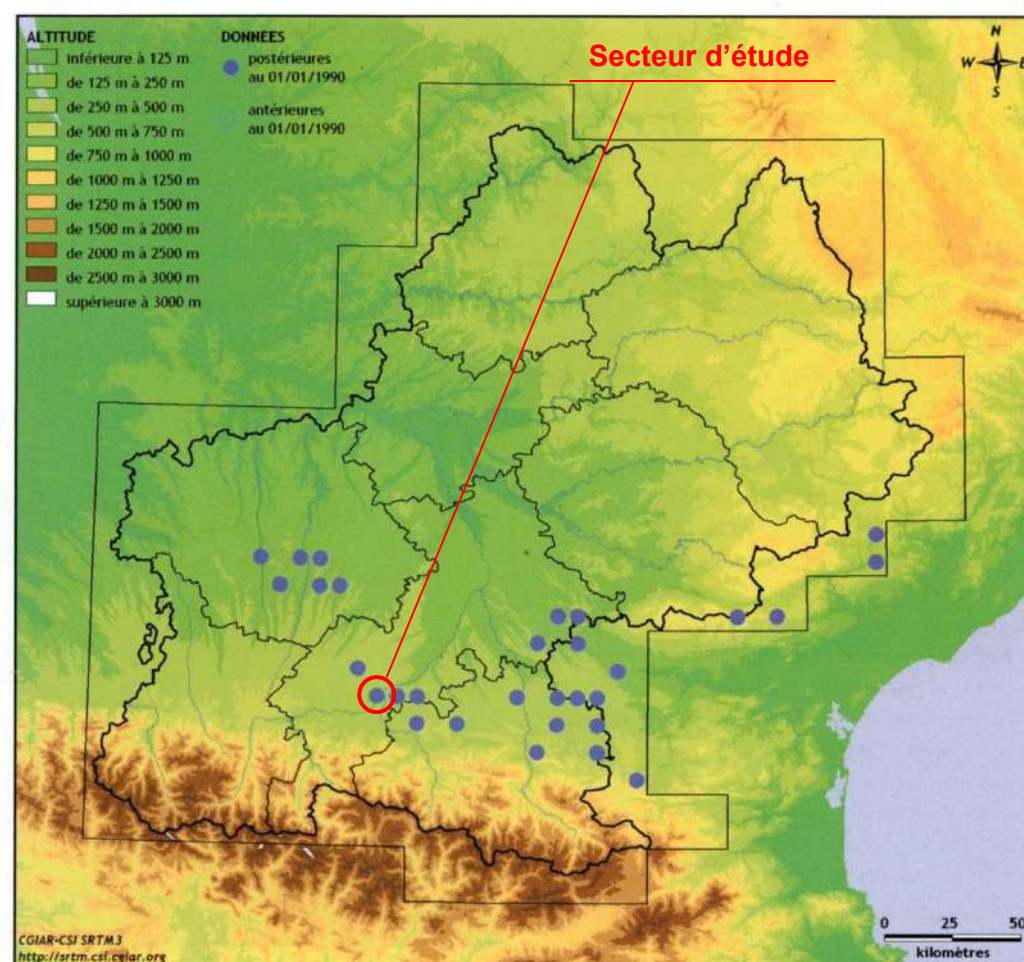 ALTITUDE
inférieure à 125 m
de 125 m à 250 m
de 250 m à 500 m
de 500 m à 750 m
de 750 m à 1000 m
de 1000 m à 1250 m
de 1250 m à 1500 m
de 1500 m à 2000 m
de 2000 m à 2500 m
de 2500 m à 3000 m
supérieure à 3000 m
DONNEES
postérieures
au 01/01/1990
antérieures
au 01/01/1990
Secteur d'étude
N
W
E
S
CGIAR-CSI SRTM3
http://srtm.csi.cgiar.org
0 25 50
kilomètres